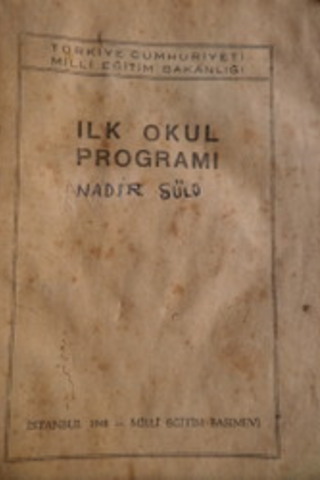 TÜRKİYE CUMHURİYETİ
MİLLİ EĞİTİM BAKANLIĞI
İLK OKUL
PROGRAMI
NADİR SÜLO
İSTANBUL 1948 — MİLLÎ EĞİTİM BASIMEVİ